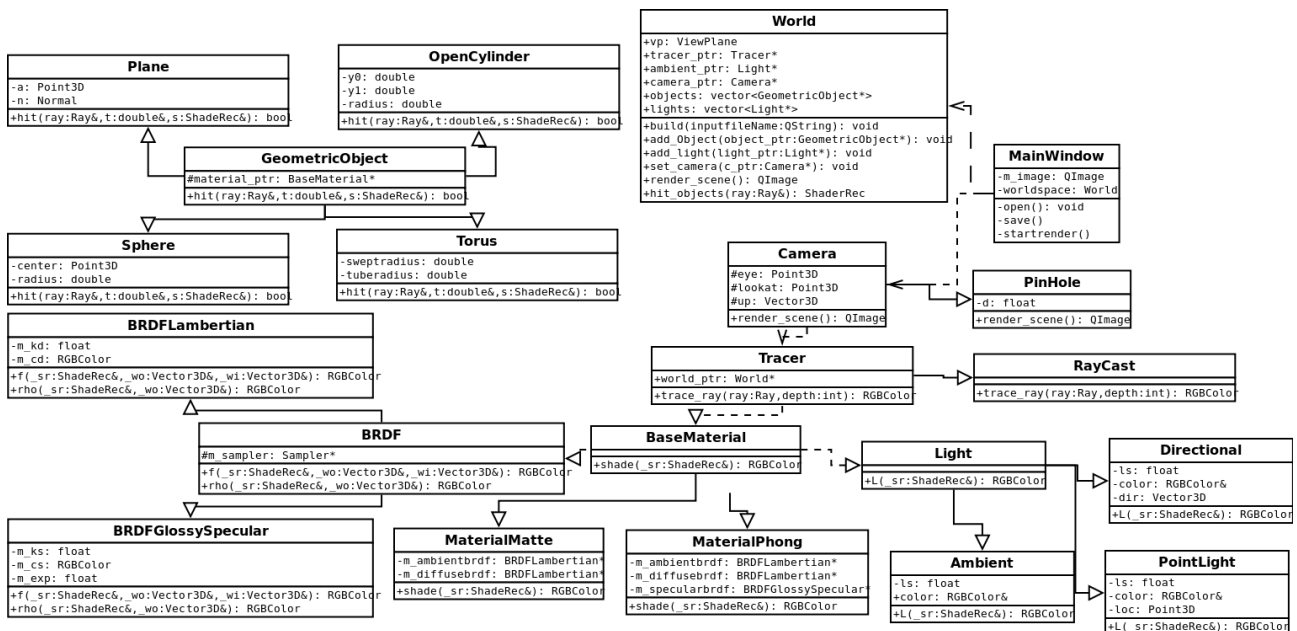 World
+vp: ViewPlane
+tracer_ptr: Tracer*
+ambient_ptr: Light*
+camera_ptr: Camera*
+objects: vector<GeometricObject*>
+lights: vector<Light*>
+build(inputfileName:QString): void
+add_Object(object_ptr:GeometricObject*): void
+add_light(light_ptr:Light*): void
+set_camera(c_ptr:Camera*): void
+render_scene(): QImage
+hit_objects(ray:Ray&): ShaderRec
OpenCylinder
-y0: double
-y1: double
-radius: double
+hit(ray:Ray&,t:double&,s:ShadeRec&): bool
Plane
-a: Point3D
-n: Normal
+hit(ray:Ray&,t:double&,s:ShadeRec&): bool
GeometricObject
#material_ptr: BaseMaterial*
+hit(ray:Ray&,t:double&,s:ShadeRec&): bool
MainWindow
-m_image: QImage
-worldspace: World
-open(): void
-save()
-startrender()
Sphere
-center: Point3D
-radius: double
+hit(ray:Ray&,t:double&,s:ShadeRec&): bool
Torus
-sweptradius: double
-tuberadius: double
+hit(ray:Ray&,t:double&,s:ShadeRec&): bool
Camera
#eye: Point3D
#lookat: Point3D
#up: Vector3D
+render_scene(): QImage
PinHole
-d: float
+render_scene(): QImage
BRDFLambertian
-m_kd: float
-m_cd: RGBColor
+f(_sr:ShadeRec&,_wo:Vector3D&,_wi:Vector3D&): RGBColor
+rho(_sr:ShadeRec&,_wo:Vector3D&): RGBColor
Tracer
+world_ptr: World*
+trace_ray(ray:Ray,depth:int): RGBColor
RayCast
+trace_ray(ray:Ray,depth:int): RGBColor
BRDF
#m_sampler: Sampler*
+f(_sr:ShadeRec&,_wo:Vector3D&,_wi:Vector3D&): RGBColor
+rho(_sr:ShadeRec&,_wo:Vector3D&): RGBColor
BaseMaterial
+shade(_sr:ShadeRec&): RGBColor
Light
+L(_sr:ShadeRec&): RGBColor
Directional
-ls: float
-color: RGBColor&
-dir: Vector3D
+L(_sr:ShadeRec&): RGBColor
BRDFGlossySpecular
-m_ks: float
-m_cs: RGBColor
-m_exp: float
+f(_sr:ShadeRec&,_wo:Vector3D&,_wi:Vector3D&): RGBColor
+rho(_sr:ShadeRec&,_wo:Vector3D&): RGBColor
MaterialMatte
-m_ambientbrdf: BRDFLambertian*
-m_diffusebrdf: BRDFLambertian*
+shade(_sr:ShadeRec&): RGBColor
MaterialPhong
-m_ambientbrdf: BRDFLambertian*
-m_diffusebrdf: BRDFLambertian*
-m_specularbrdf: BRDFGlossySpecular*
+shade(_sr:ShadeRec&): RGBColor
Ambient
-ls: float
+color: RGBColor&
+L(_sr:ShadeRec&): RGBColor
PointLight
-ls: float
-color: RGBColor&
-loc: Point3D
+L(_sr:ShadeRec&): RGBColor